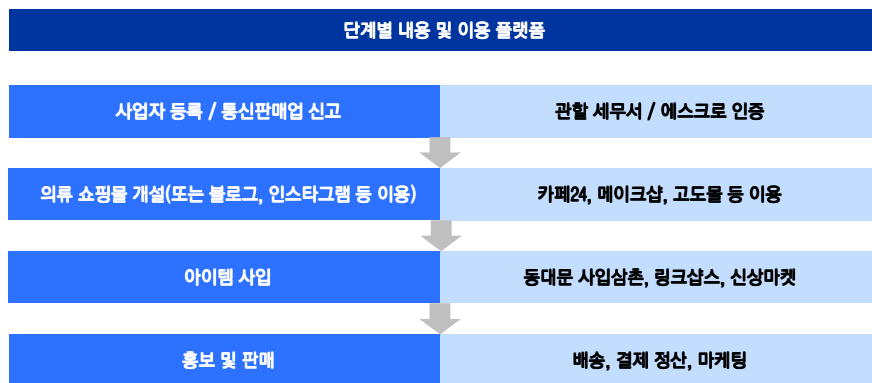 단계별 내용 및 이용 플랫폼
사업자 등록 / 통신판매업 신고
관할 세무서 / 에스크로 인증
의류 쇼핑몰 개설(또는 블로그, 인스타그램 등 이용)
카페24, 메이크샵, 고도몰 등 이용
아이템 사입
동대문 사입삼촌, 링크샵스, 신상마켓
홍보 및 판매
배송, 결제 정산, 마케팅